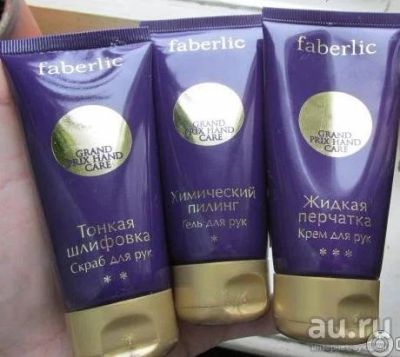 faberlic
GRAND
PRIX HAND
CARE
Тонкая
шлифовка
Скраб для рук
**
faberlic
GRAND
PRIX HAND
CARE
Химический
пилинг
Гель для рук
*
faberlic
GRAND
PRIX HAND
CARE
Жидкая
перчатка
Крем для рук
***
au.ru